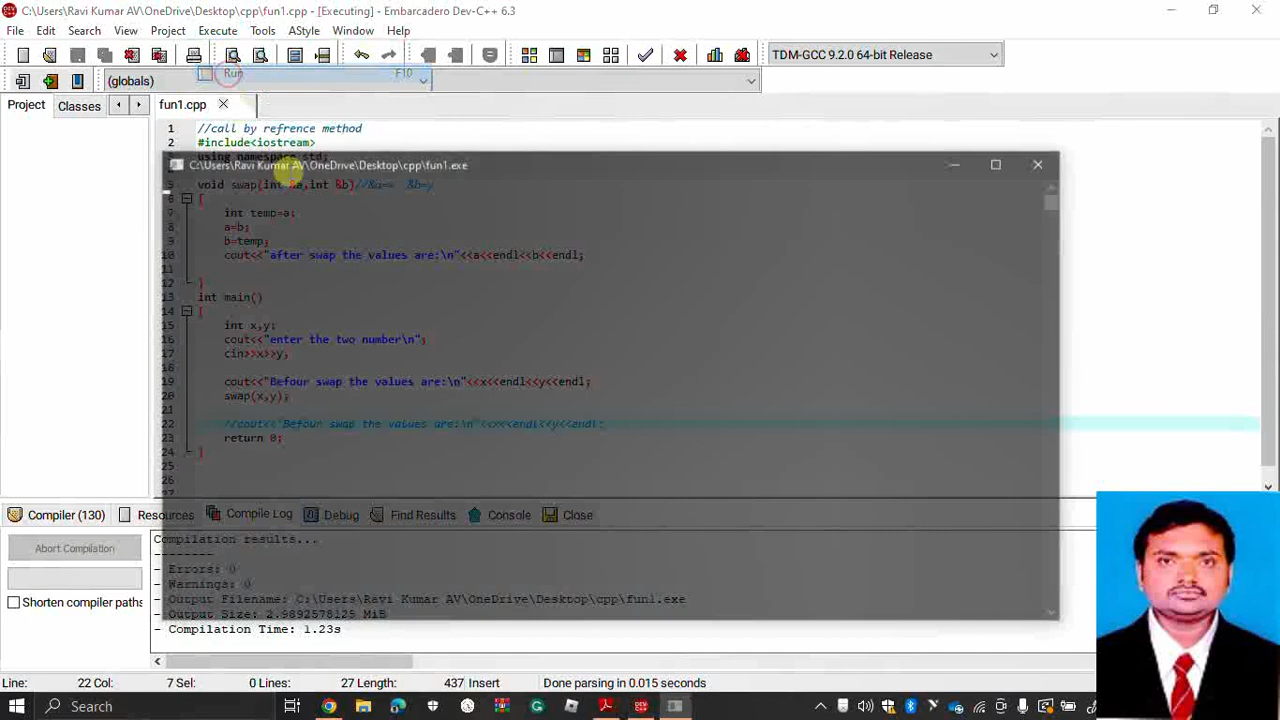 C:\Users\Ravi Kumar AV\OneDrive\Desktop\cpp\fun1.cpp - [Executing] - Embarcadero Dev-C++ 6.3
File Edit Search View Project Execute Tools AStyle Window Help
TDM-GCC 9.2.0 64-bit Release
(globals)
Run F10
Project Classes fun1.cpp
1 //call by refrence method
2 #include<iostream>
using namespace std;
C:\Users\Ravi Kumar AV\OneDrive\Desktop\cpp\fun1.exe
5 void swap(int &a,int &b)//&a=x &b=y
6 {
7 int temp=a;
8 a=b;
9 b=temp;
10 cout<<"after swap the values are:\n"<<a<<endl<<b<<endl;
11
12 }
13 int main()
14 {
15 int x,y;
16 cout<<"enter the two number\n";
17 cin>>x>>y;
18
19 cout<<"Befour swap the values are:\n"<<x<<endl<<y<<endl;
20 swap(x,y);
21
22 //cout<<"Befour swap the values are:\n"<<x<<endl<<y<<endl;
23 return 0;
24 }
25
26
27
Compiler (130) Resources Compile Log Debug Find Results Console Close
Abort Compilation
Shorten compiler paths
Compilation results...
--------
- Errors: 0
- Warnings: 0
- Output Filename: C:\Users\Ravi Kumar AV\OneDrive\Desktop\cpp\fun1.exe
- Output Size: 2.9892578125 MiB
- Compilation Time: 1.23s
Line: 22 Col: 7 Sel: 0 Lines: 27 Length: 437 Insert Done parsing in 0.015 seconds
Search